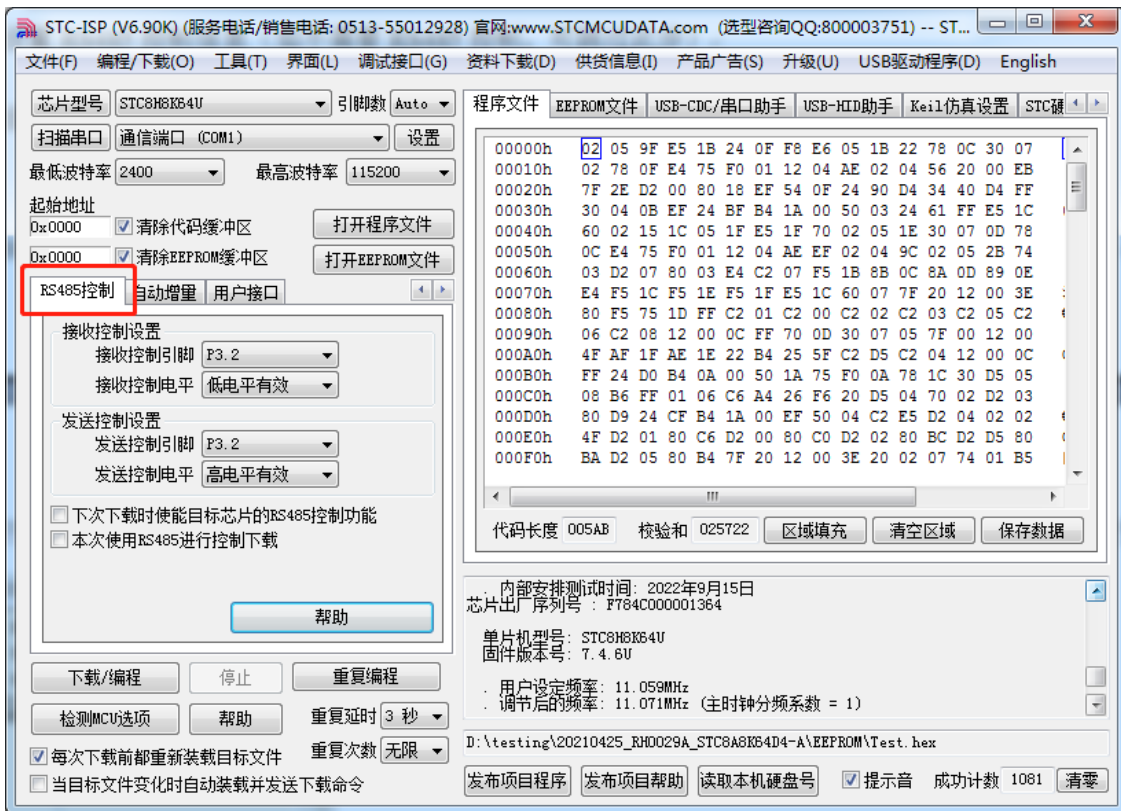 STC-ISP (V6.90K) (服务电话/销售电话: 0513-55012928) 官网:www.STCMCUDATA.com  (选型咨询QQ:800003751) -- ST...
文件(F) 编程/下载(O) 工具(T) 界面(L) 调试接口(G) 资料下载(D) 供货信息(I) 产品广告(S) 升级(U) USB驱动程序(D) English
芯片型号 STC8H8K64U 引脚数 Auto
扫描串口 通信端口 (COM1) 设置
最低波特率 2400 最高波特率 115200
起始地址
0x0000 清除代码缓冲区 打开程序文件
0x0000 清除EEPROM缓冲区 打开EEPROM文件
RS485控制 自动增量 用户接口
接收控制设置
接收控制引脚 P3.2
接收控制电平 低电平有效
发送控制设置
发送控制引脚 P3.2
发送控制电平 高电平有效
下次下载时使能目标芯片的RS485控制功能
本次使用RS485进行控制下载
帮助
下载/编程 停止 重复编程
检测MCU选项 帮助 重复延时 3 秒
每次下载前都重新装载目标文件 重复次数 无限
当目标文件变化时自动装载并发送下载命令
程序文件 EEPROM文件 USB-CDC/串口助手 USB-HID助手 Keil仿真设置 STC硬
00000h 02 05 9F E5 1B 24 0F F8 E6 05 1B 22 78 0C 30 07
00010h 02 78 0F E4 75 F0 01 12 04 AE 02 04 56 20 00 EB
00020h 7F 2E D2 00 80 18 EF 54 0F 24 90 D4 34 40 D4 FF
00030h 30 04 0B EF 24 BF B4 1A 00 50 03 24 61 FF E5 1C
00040h 60 02 15 1C 05 1F E5 1F 70 02 05 1E 30 07 0D 78
00050h 0C E4 75 F0 01 12 04 AE EF 02 04 9C 02 05 2B 74
00060h 03 D2 07 80 03 E4 C2 07 F5 1B 8B 0C 8A 0D 89 0E
00070h E4 F5 1C F5 1E F5 1F E5 1C 60 07 7F 20 12 00 3E
00080h 80 F5 75 1D FF C2 01 C2 00 C2 02 C2 03 C2 05 C2
00090h 06 C2 08 12 00 0C FF 70 0D 30 07 05 7F 00 12 00
000A0h 4F AF 1F AE 1E 22 B4 25 5F C2 D5 C2 04 12 00 0C
000B0h FF 24 D0 B4 0A 00 50 1A 75 F0 0A 78 1C 30 D5 05
000C0h 08 B6 FF 01 06 C6 A4 26 F6 20 D5 04 70 02 D2 03
000D0h 80 D9 24 CF B4 1A 00 EF 50 04 C2 E5 D2 04 02 02
000E0h 4F D2 01 80 C6 D2 00 80 C0 D2 02 80 BC D2 D5 80
000F0h BA D2 05 80 B4 7F 20 12 00 3E 20 02 07 74 01 B5
代码长度 005AB 校验和 025722 区域填充 清空区域 保存数据
. 内部安排测试时间: 2022年9月15日
芯片出厂序列号 : F784C000001364
单片机型号: STC8H8K64U
固件版本号: 7.4.6U
. 用户设定频率: 11.059MHz
. 调节后的频率: 11.071MHz (主时钟分频系数 = 1)
D:\testing\20210425_RH0029A_STC8A8K64D4-A\EEPROM\Test.hex
发布项目程序 发布项目帮助 读取本机硬盘号 提示音 成功计数 1081 清零